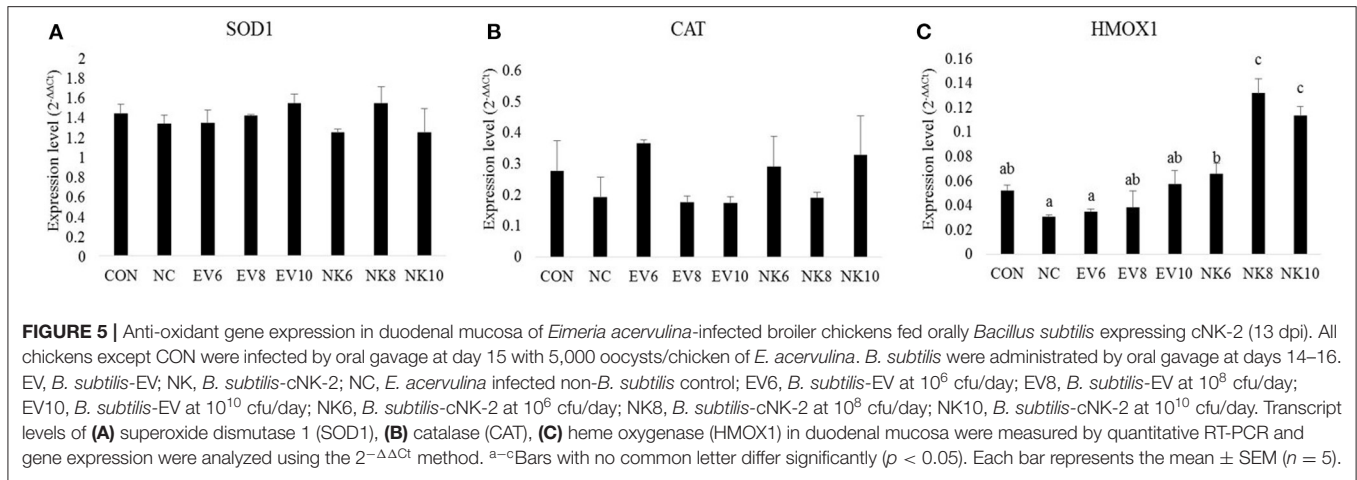 A
SOD1
Expression level (2-ΔΔCt)
2
1.8
1.6
1.4
1.2
1
0.8
0.6
0.4
0.2
0
CON NC EV6 EV8 EV10 NK6 NK8 NK10
B
CAT
Expression level (2-ΔΔCt)
0.6
0.5
0.4
0.3
0.2
0.1
0
CON NC EV6 EV8 EV10 NK6 NK8 NK10
C
HMOX1
Expression level (2-ΔΔCt)
0.16
0.14
0.12
0.1
0.08
0.06
0.04
0.02
0
ab a a ab ab b c c
CON NC EV6 EV8 EV10 NK6 NK8 NK10
FIGURE 5 | Anti-oxidant gene expression in duodenal mucosa of Eimeria acervulina-infected broiler chickens fed orally Bacillus subtilis expressing cNK-2 (13 dpi). All
chickens except CON were infected by oral gavage at day 15 with 5,000 oocysts/chicken of E. acervulina. B. subtilis were administrated by oral gavage at days 14–16.
EV, B. subtilis-EV; NK, B. subtilis-cNK-2; NC, E. acervulina infected non-B. subtilis control; EV6, B. subtilis-EV at 10⁶ cfu/day; EV8, B. subtilis-EV at 10⁸ cfu/day;
EV10, B. subtilis-EV at 10¹⁰ cfu/day; NK6, B. subtilis-cNK-2 at 10⁶ cfu/day; NK8, B. subtilis-cNK-2 at 10⁸ cfu/day; NK10, B. subtilis-cNK-2 at 10¹⁰ cfu/day. Transcript
levels of (A) superoxide dismutase 1 (SOD1), (B) catalase (CAT), (C) heme oxygenase (HMOX1) in duodenal mucosa were measured by quantitative RT-PCR and
gene expression were analyzed using the 2−ΔΔCt method. a−cBars with no common letter differ significantly (p < 0.05). Each bar represents the mean ± SEM (n = 5).